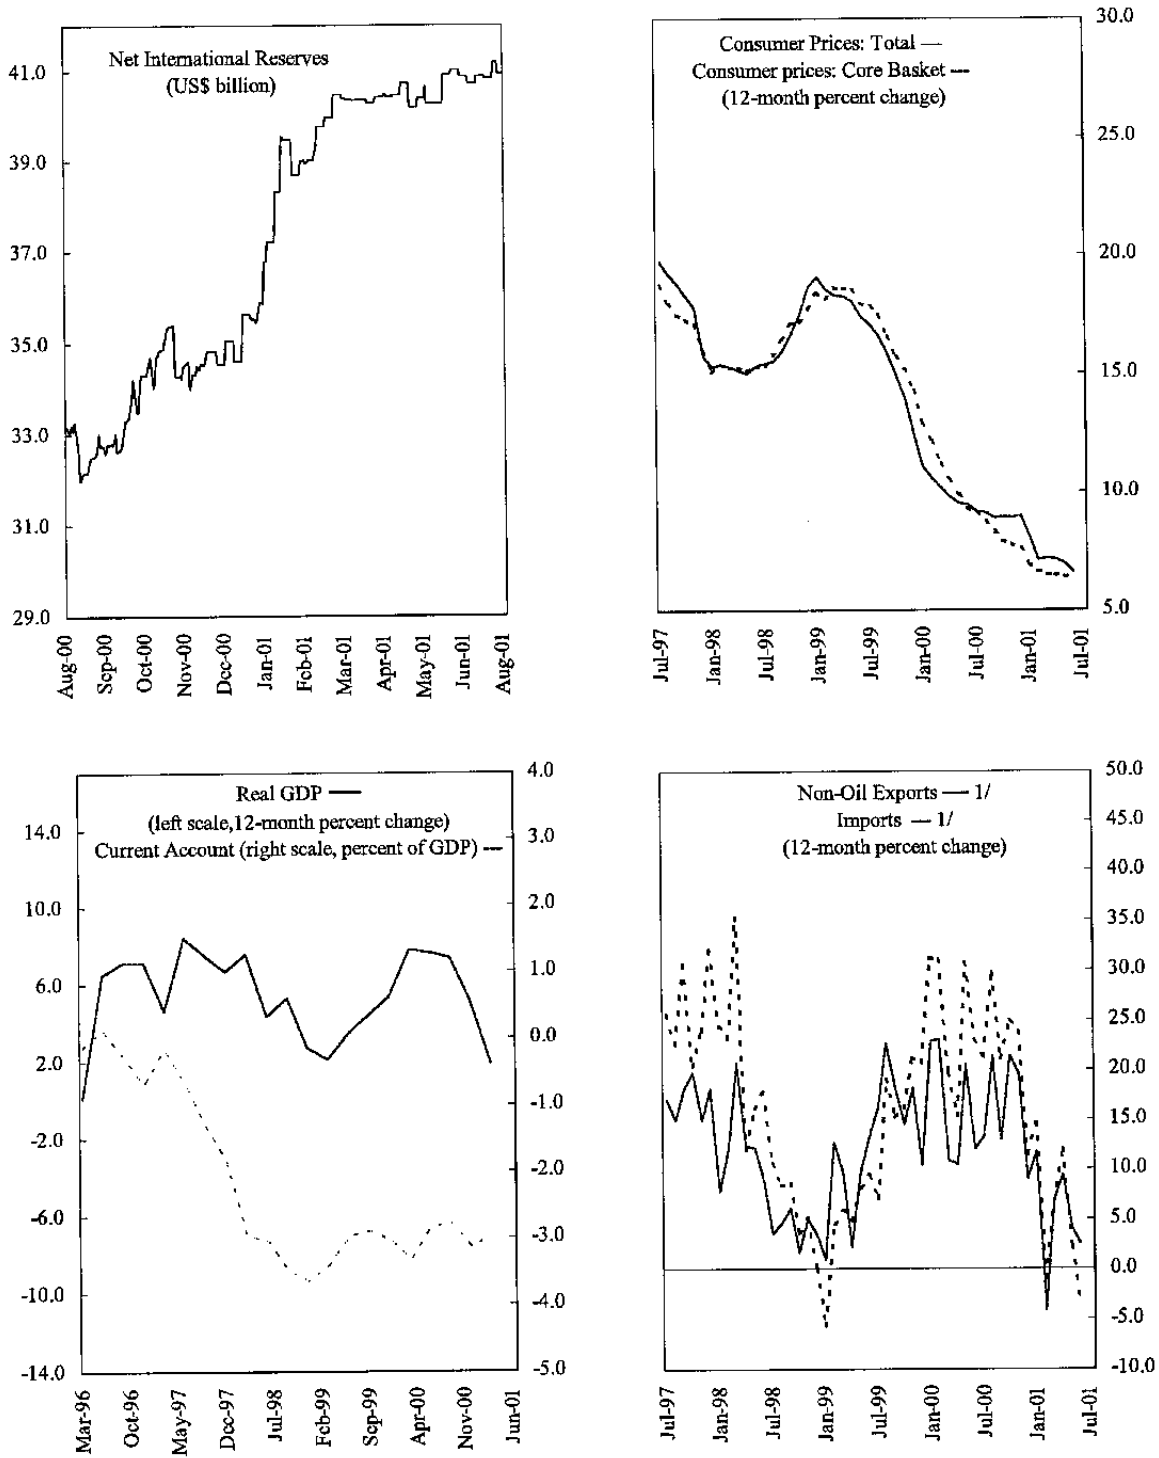 Net International Reserves
(US$ billion)
41.0
39.0
37.0
35.0
33.0
31.0
29.0
Aug-00
Sep-00
Oct-00
Nov-00
Dec-00
Jan-01
Feb-01
Mar-01
Apr-01
May-01
Jun-01
Aug-01
Consumer Prices: Total
Consumer prices: Core Basket
(12-month percent change)
30.0
25.0
20.0
15.0
10.0
5.0
Jul-97
Jan-98
Jul-98
Jan-99
Jul-99
Jan-00
Jul-00
Jan-01
Jul-01
Real GDP
(left scale,12-month percent change)
Current Account (right scale, percent of GDP)
14.0
10.0
6.0
2.0
-2.0
-6.0
-10.0
-14.0
4.0
3.0
2.0
1.0
0.0
-1.0
-2.0
-3.0
-4.0
-5.0
Mar-96
Oct-96
May-97
Dec-97
Jul-98
Feb-99
Sep-99
Apr-00
Nov-00
Jun-01
Non-Oil Exports — 1/
Imports — 1/
(12-month percent change)
50.0
45.0
40.0
35.0
30.0
25.0
20.0
15.0
10.0
5.0
0.0
-5.0
-10.0
Jul-97
Jan-98
Jul-98
Jan-99
Jul-99
Jan-00
Jul-00
Jan-01
Jul-01